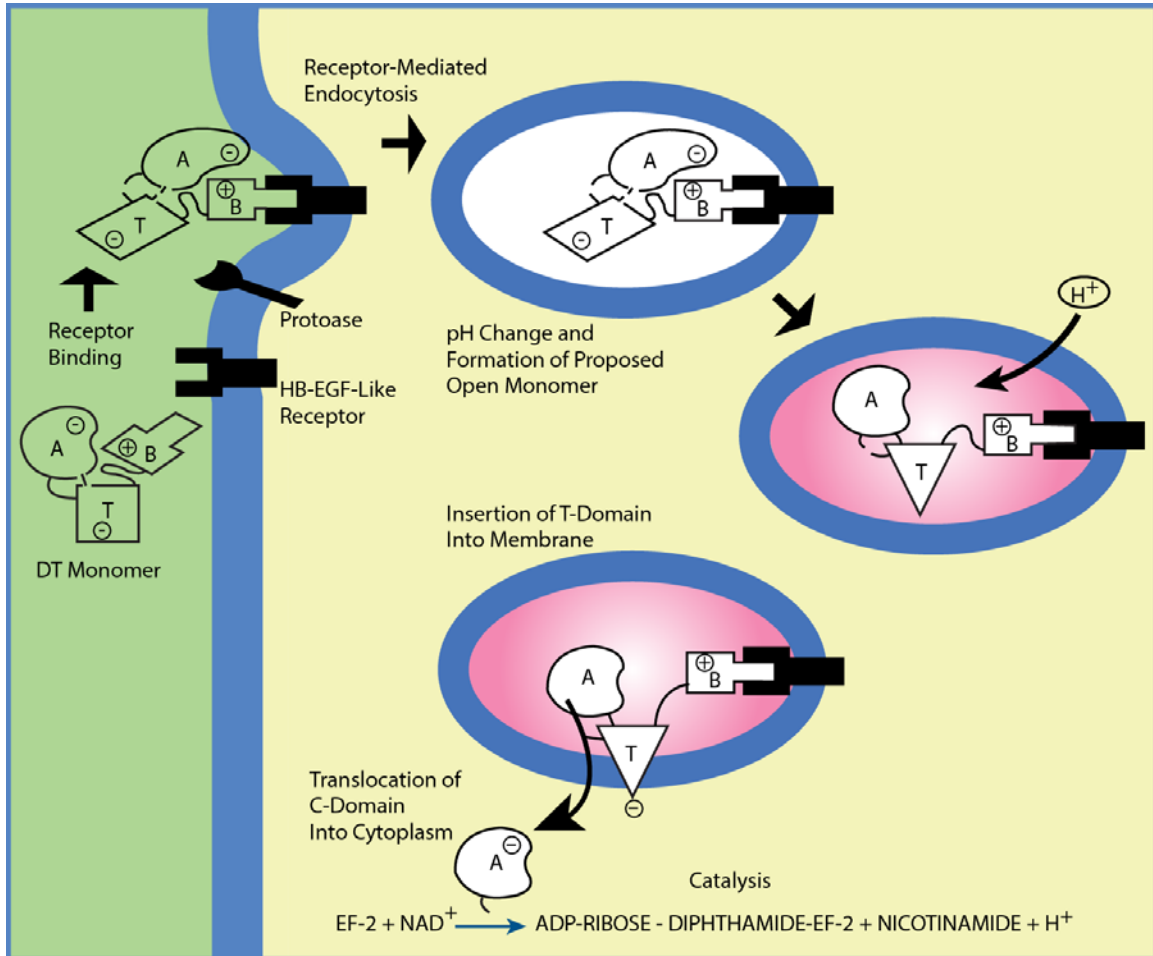 Receptor-Mediated
Endocytosis
A
⊖
⊕
B
T
⊖
A
⊖
⊕
B
T
⊖
Receptor
Binding
Protoase
pH Change and
Formation of Proposed
Open Monomer
H+
HB-EGF-Like
Receptor
A
⊖
⊕
B
T
⊖
DT Monomer
A
⊕
B
T
Insertion of T-Domain
Into Membrane
A
⊕
B
T
⊖
Translocation of
C-Domain
Into Cytoplasm
A
⊖
Catalysis
EF-2 + NAD+ → ADP-RIBOSE - DIPHTHAMIDE-EF-2 + NICOTINAMIDE + H+